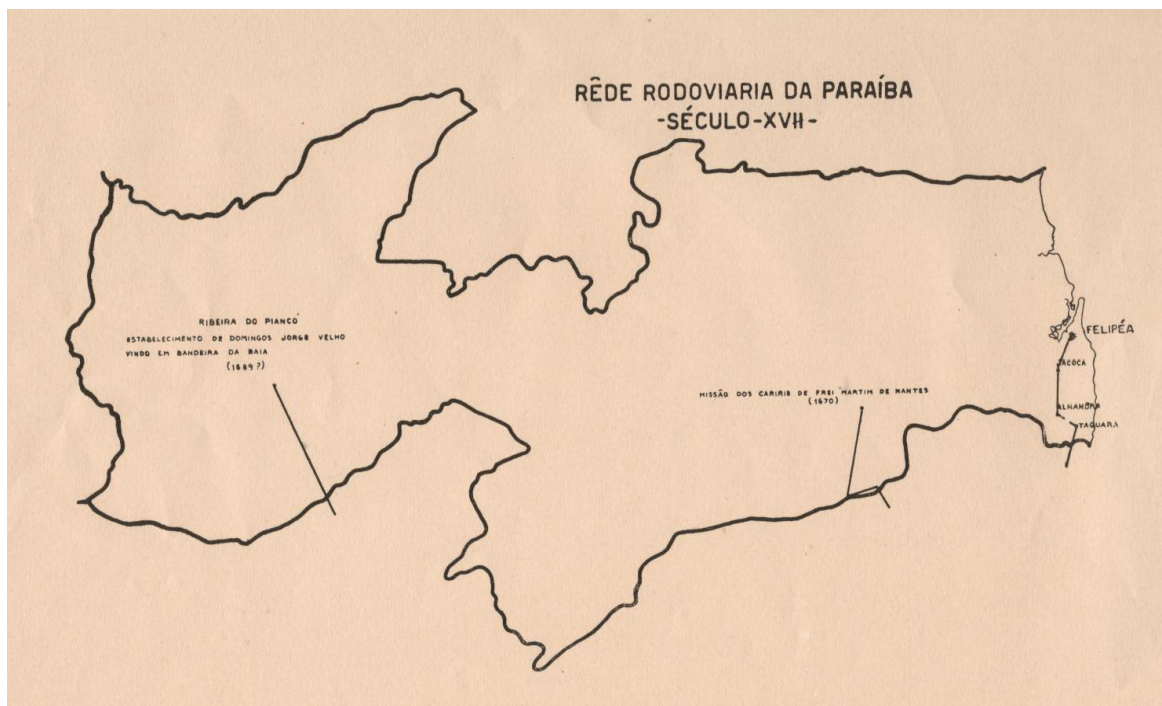 RÊDE RODOVIARIA DA PARAÍBA
-SÉCULO-XVII-
RIBEIRA DO PIANCÓ
ESTABELECIMENTO DE DOMINGOS JORGE VELHO
VINDO EM BANDEIRA DA BAIA
(1689?)
FELIPÉA
JACOCA
MISSÃO DOS CARIRIS DE FREI MARTIM DE NANTES
(1670)
ALHANDRA
TAQUARA